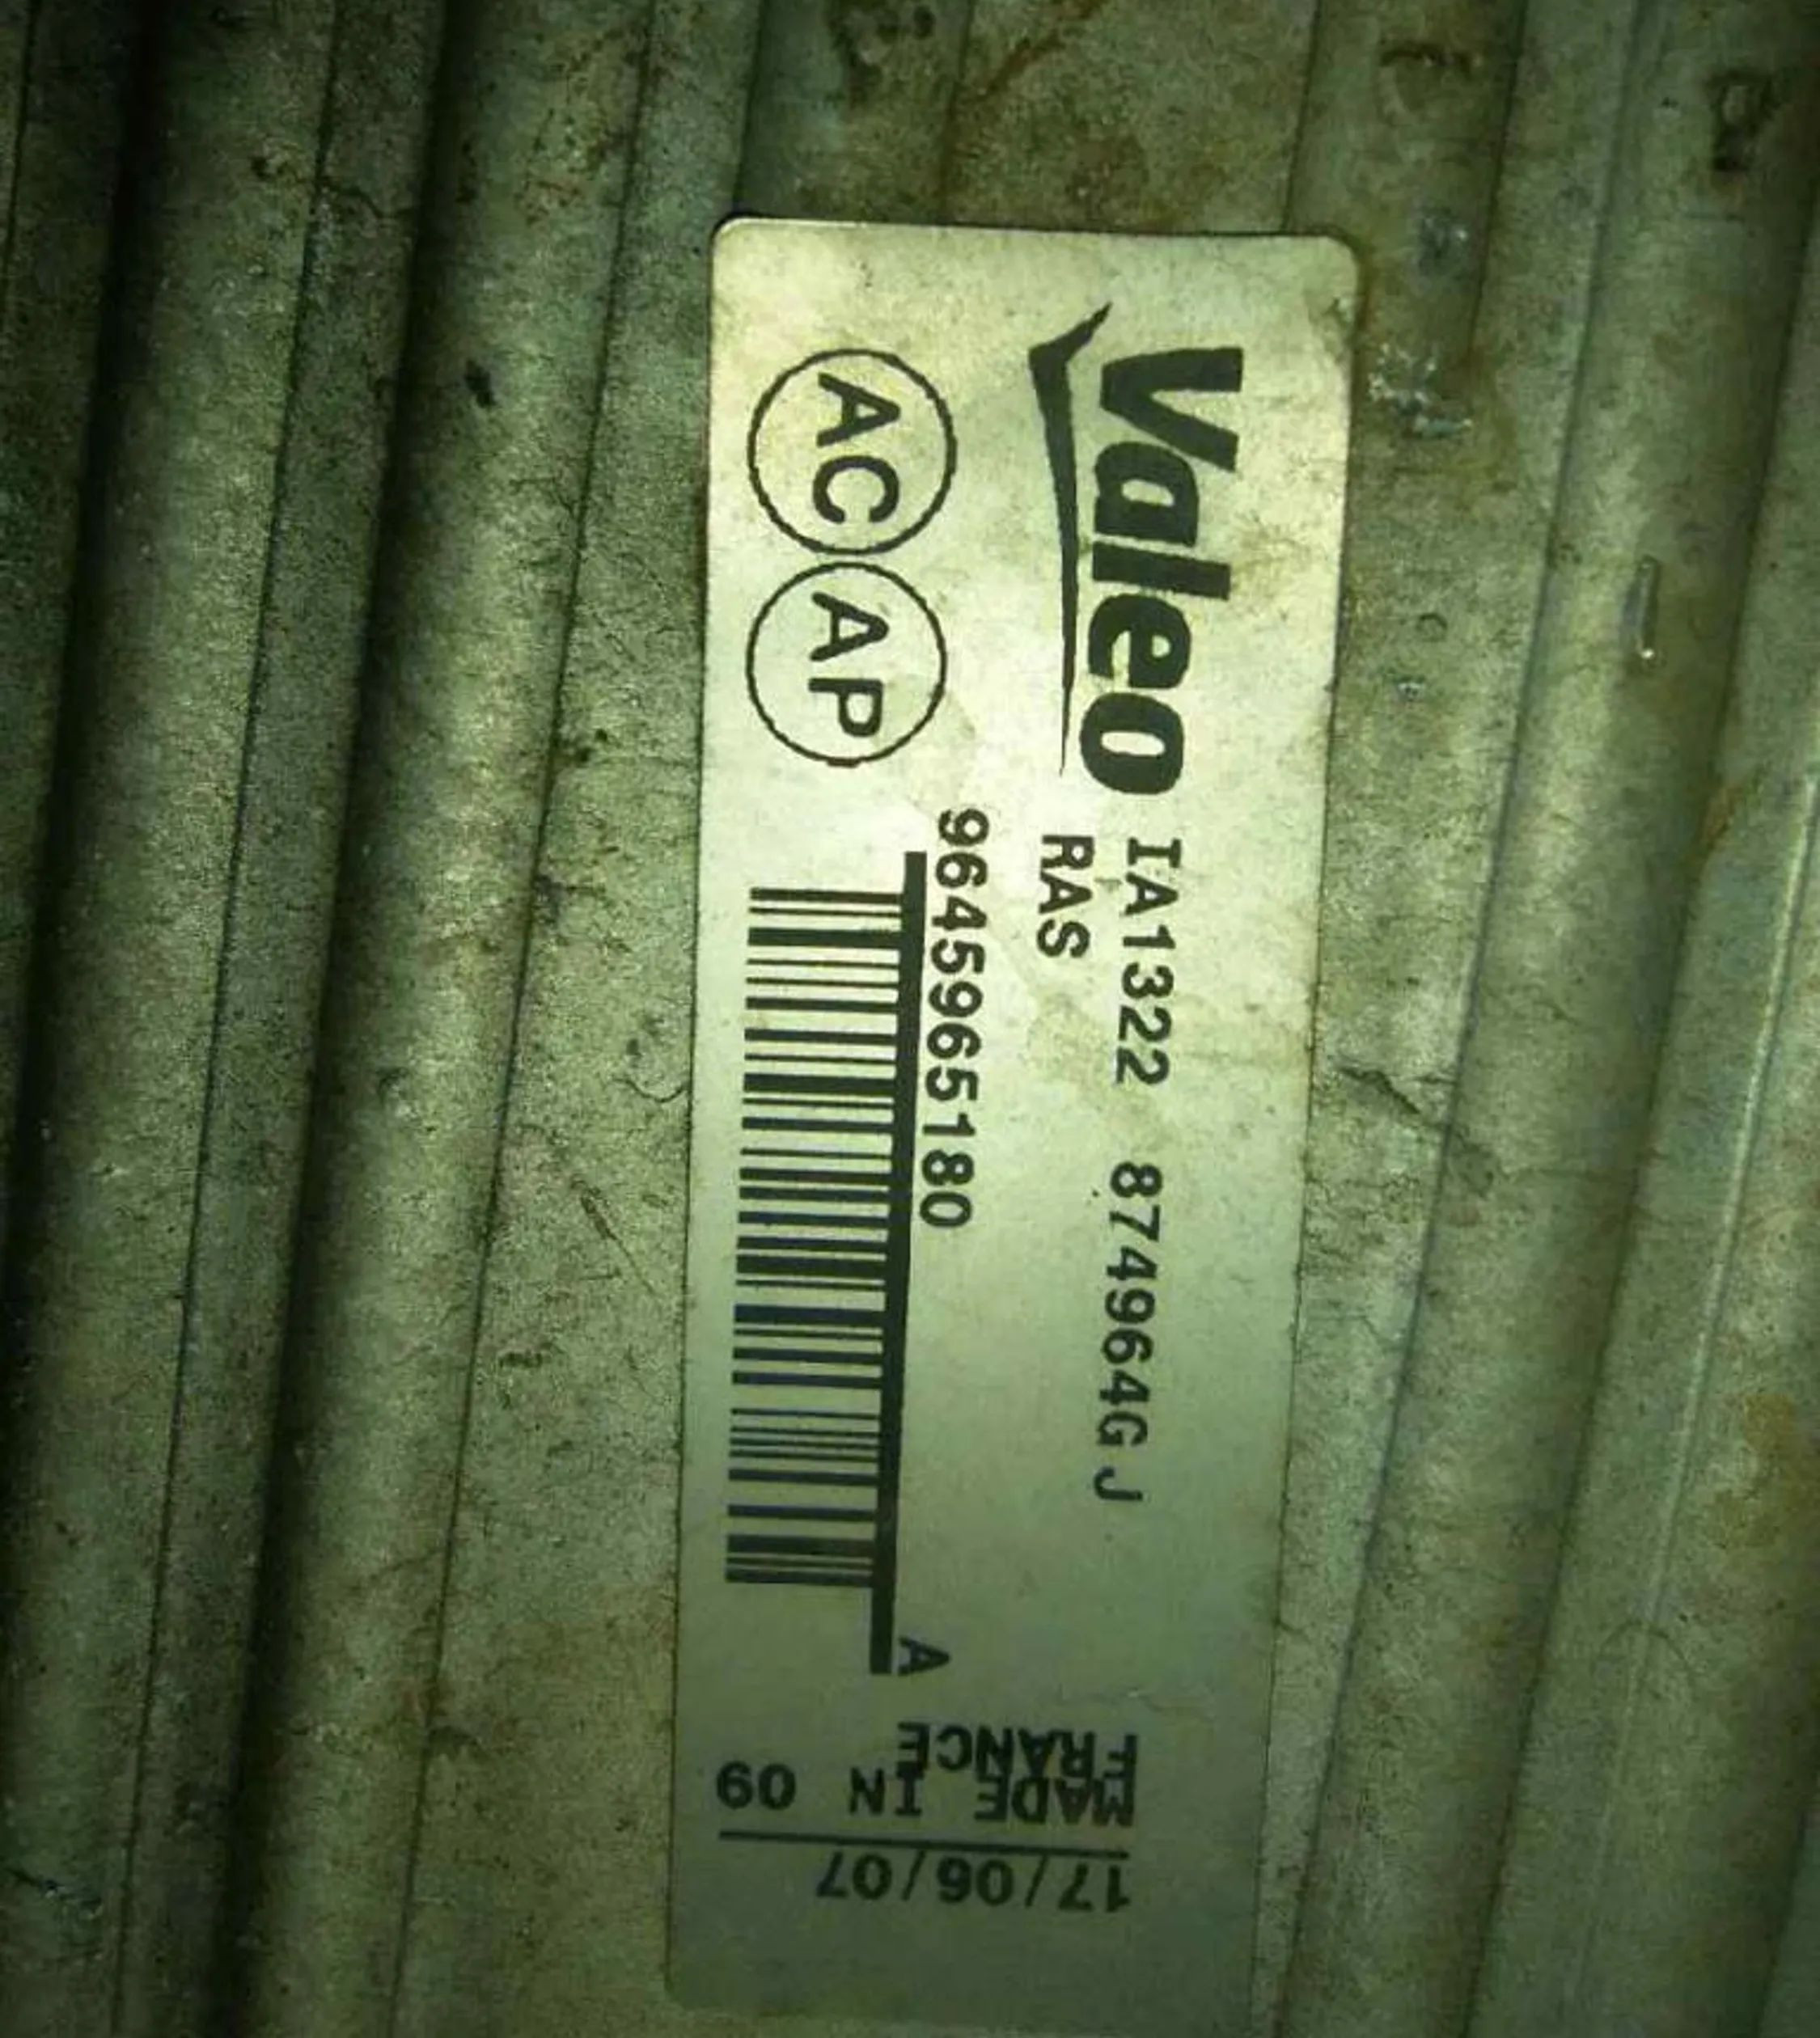 Valeo IA1322 874964G J
RAS
AC AP
9645965180
A
17/06/07
MADE IN 09
FRANCE